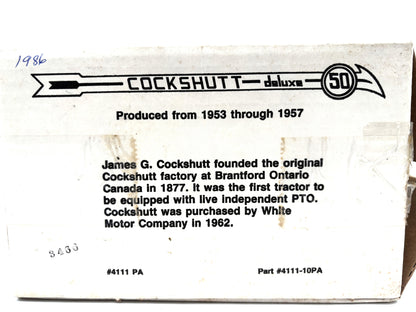 1986
COCKSHUTT deluxe 50
Produced from 1953 through 1957
James G. Cockshutt founded the original
Cockshutt factory at Brantford Ontario
Canada in 1877. It was the first tractor to
be equipped with live independent PTO.
Cockshutt was purchased by White
Motor Company in 1962.
#4111 PA Part #4111-10PA